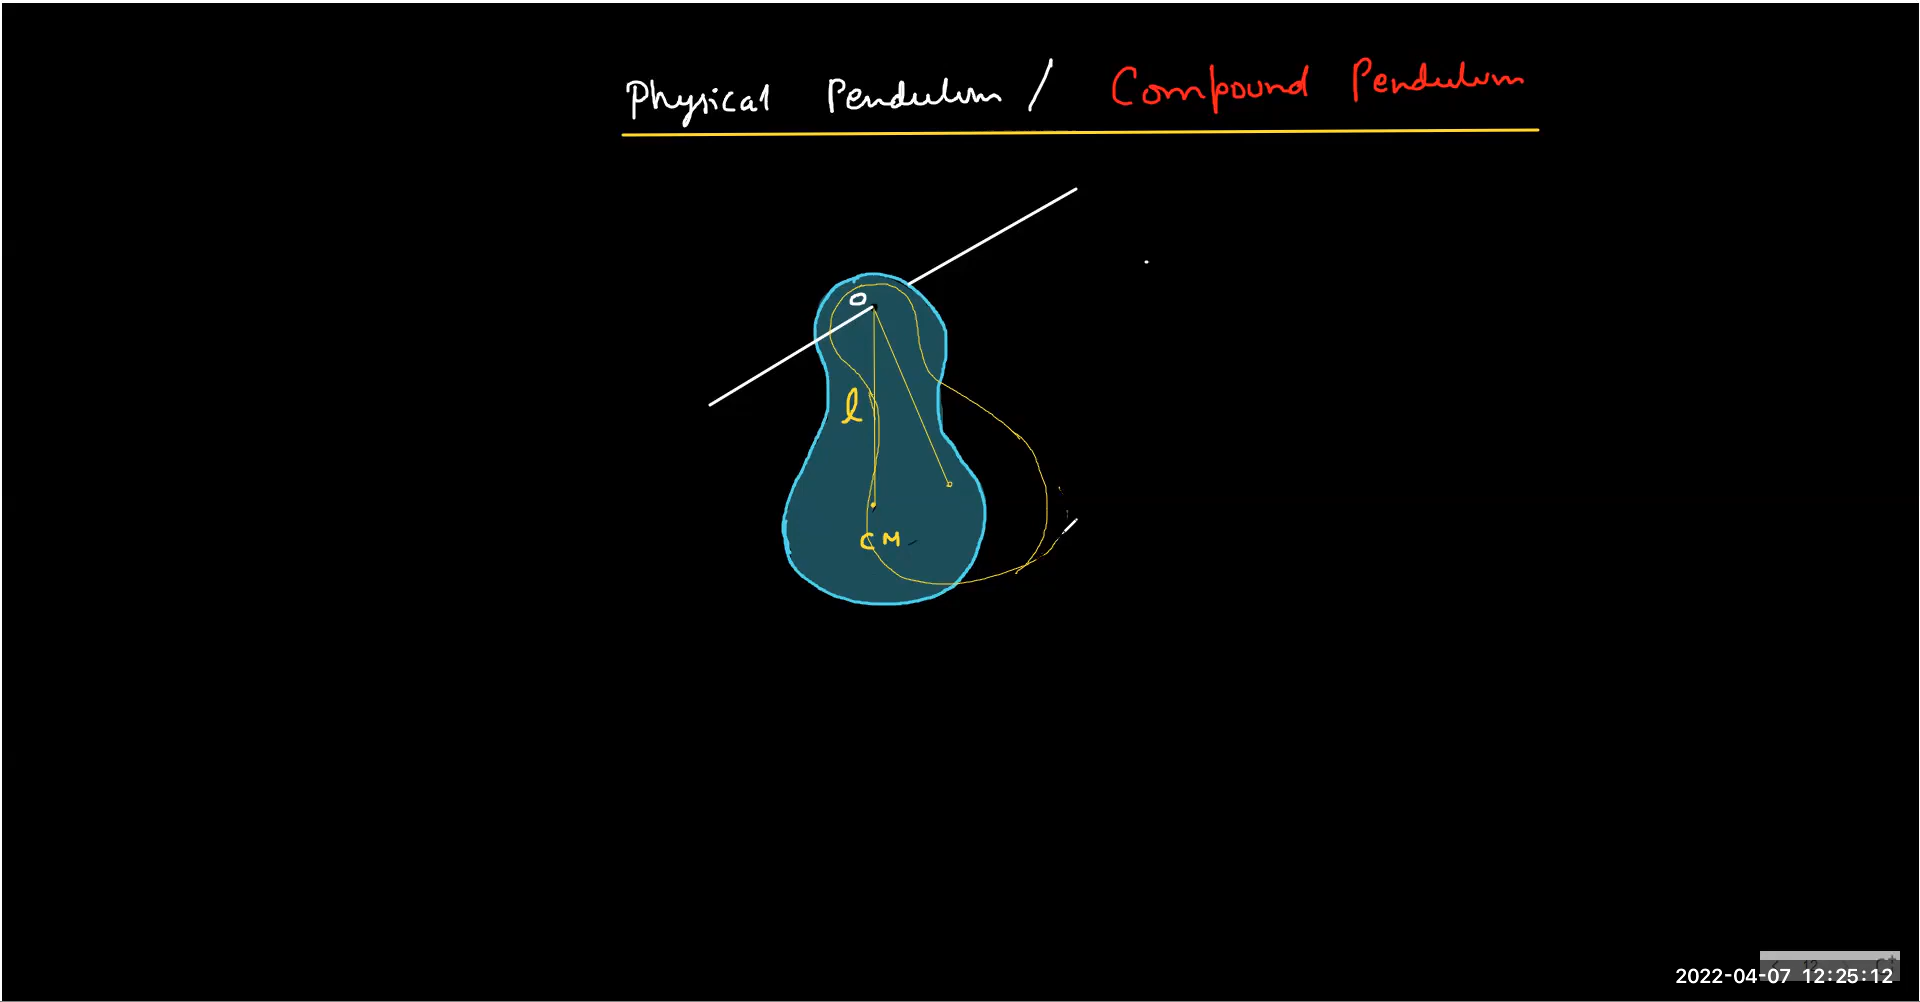 Physical Pendulum / Compound Pendulum
O
l
CM
2022-04-07 12:25:12